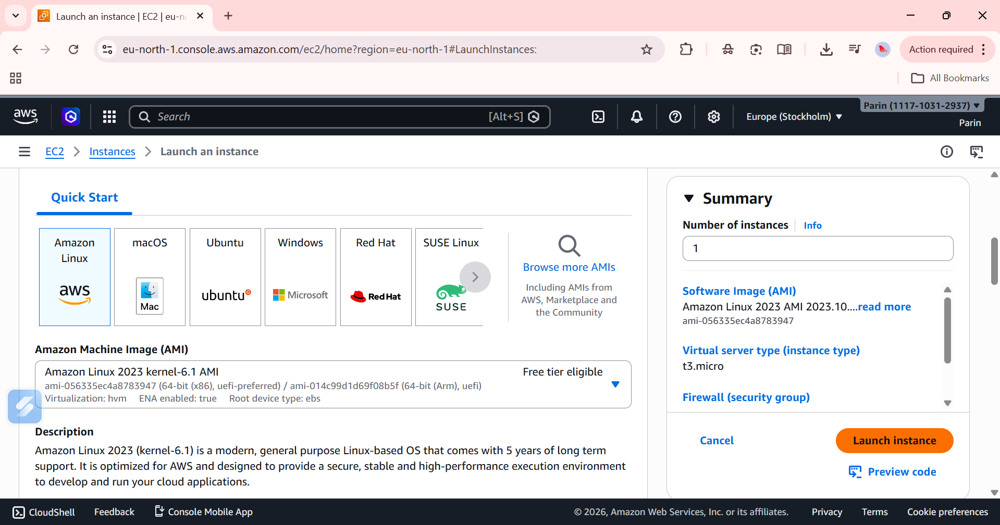 Launch an instance | EC2 | eu-n
eu-north-1.console.aws.amazon.com/ec2/home?region=eu-north-1#LaunchInstances:
Action required
All Bookmarks
aws
Search
[Alt+S]
Europe (Stockholm)
Parin (1117-1031-2937)
Parin
EC2
Instances
Launch an instance
Quick Start
Amazon
Linux
aws
macOS
Mac
Ubuntu
ubuntu
Windows
Microsoft
Red Hat
Red Hat
SUSE Linux
SUSE
Browse more AMIs
Including AMIs from
AWS, Marketplace and
the Community
Amazon Machine Image (AMI)
Amazon Linux 2023 kernel-6.1 AMI
Free tier eligible
ami-056335ec4a8783947 (64-bit (x86), uefi-preferred) / ami-014c99d1d69f08b5f (64-bit (Arm), uefi)
Virtualization: hvm ENA enabled: true Root device type: ebs
Description
Amazon Linux 2023 (kernel-6.1) is a modern, general purpose Linux-based OS that comes with 5 years of long term
support. It is optimized for AWS and designed to provide a secure, stable and high-performance execution environment
to develop and run your cloud applications.
Summary
Number of instances
Info
1
Software Image (AMI)
Amazon Linux 2023 AMI 2023.10....read more
ami-056335ec4a8783947
Virtual server type (instance type)
t3.micro
Firewall (security group)
Cancel
Launch instance
Preview code
CloudShell
Feedback
Console Mobile App
© 2026, Amazon Web Services, Inc. or its affiliates.
Privacy
Terms
Cookie preferences